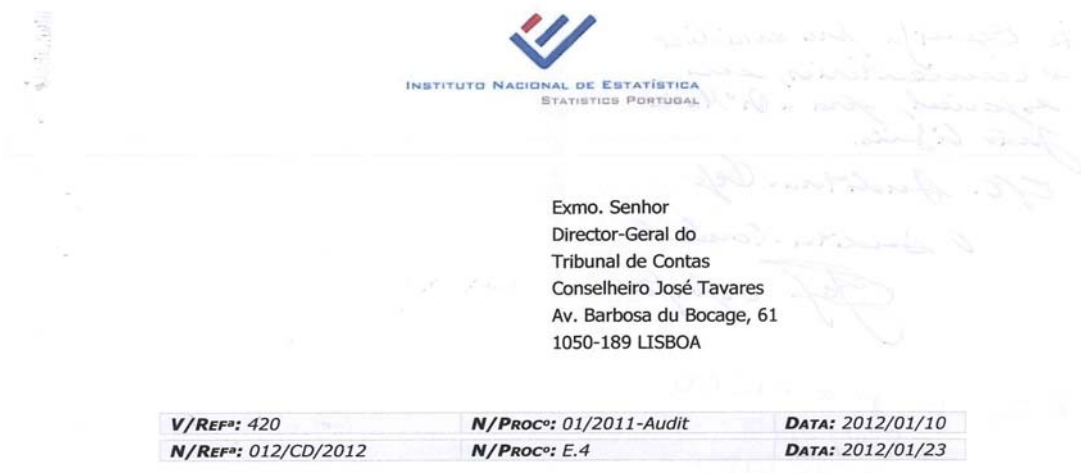 INSTITUTO NACIONAL DE ESTATÍSTICA
STATISTICS PORTUGAL
Exmo. Senhor
Director-Geral do
Tribunal de Contas
Conselheiro José Tavares
Av. Barbosa du Bocage, 61
1050-189 LISBOA
V/REFª: 420 N/PROCº: 01/2011-Audit DATA: 2012/01/10
N/REFª: 012/CD/2012 N/PROCº: E.4 DATA: 2012/01/23